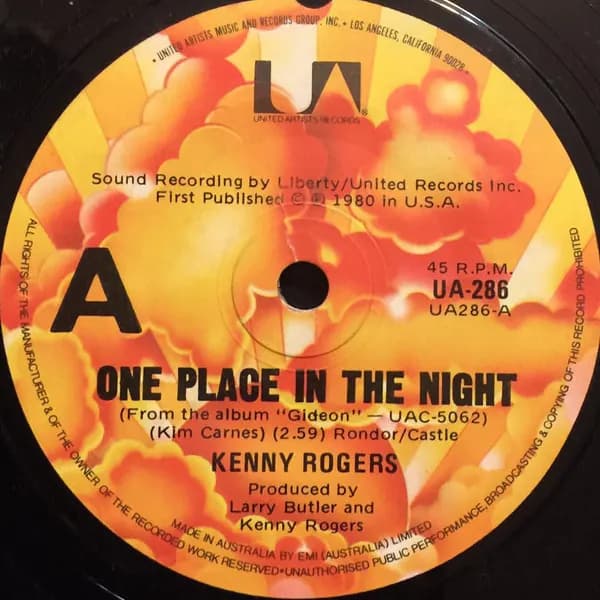 • UNITED ARTISTS MUSIC AND RECORDS GROUP, INC. • LOS ANGELES, CALIFORNIA 90028 •
UA®
UNITED ARTISTS RECORDS
Sound Recording by Liberty/United Records Inc.
First Published © ℗ 1980 in U.S.A.
A
45 R.P.M.
UA-286
UA286-A
ONE PLACE IN THE NIGHT
(From the album "Gideon" — UAC-5062)
(Kim Carnes) (2.59) Rondor/Castle
KENNY ROGERS
Produced by
Larry Butler and
Kenny Rogers
MADE IN AUSTRALIA BY EMI (AUSTRALIA) LIMITED
ALL RIGHTS OF THE MANUFACTURER & OF THE OWNER OF THE RECORDED WORK RESERVED•UNAUTHORISED PUBLIC PERFORMANCE, BROADCASTING & COPYING OF THIS RECORD PROHIBITED